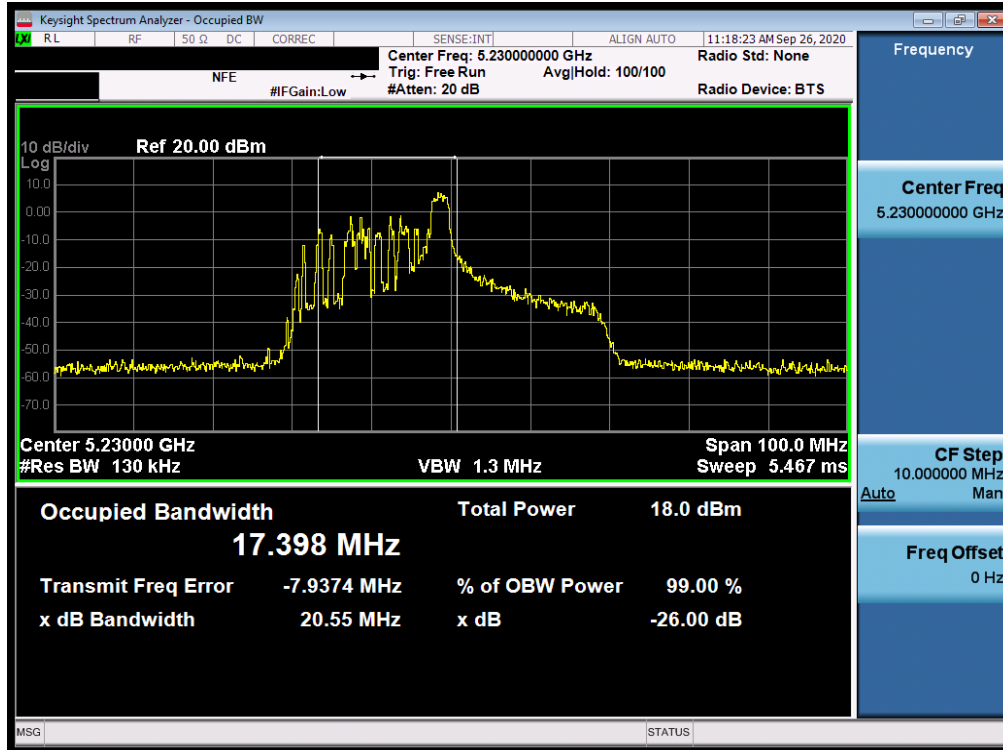 Keysight Spectrum Analyzer - Occupied BW
LXI RL RF 50 Ω DC CORREC SENSE:INT ALIGN AUTO 11:18:23 AM Sep 26, 2020
Center Freq: 5.230000000 GHz Radio Std: None
NFE Trig: Free Run Avg|Hold: 100/100
#IFGain:Low #Atten: 20 dB Radio Device: BTS
10 dB/div Ref 20.00 dBm
Log
10.0
0.00
-10.0
-20.0
-30.0
-40.0
-50.0
-60.0
-70.0
Center 5.23000 GHz Span 100.0 MHz
#Res BW 130 kHz VBW 1.3 MHz Sweep 5.467 ms
Occupied Bandwidth Total Power 18.0 dBm
17.398 MHz
Transmit Freq Error -7.9374 MHz % of OBW Power 99.00 %
x dB Bandwidth 20.55 MHz x dB -26.00 dB
MSG STATUS
Frequency
Center Freq
5.230000000 GHz
CF Step
10.000000 MHz
Auto Man
Freq Offset
0 Hz